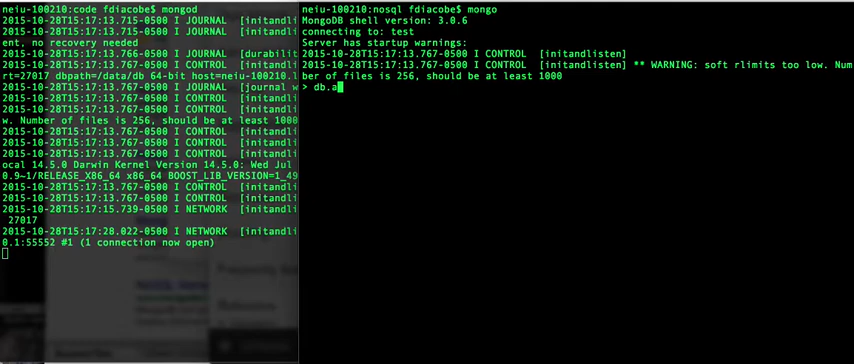 neiu-100210:code fdiacobe$ mongod
2015-10-28T15:17:13.715-0500 I JOURNAL  [initandli
2015-10-28T15:17:13.715-0500 I JOURNAL  [initandli
ent, no recovery needed
2015-10-28T15:17:13.766-0500 I JOURNAL  [durabilit
2015-10-28T15:17:13.767-0500 I CONTROL  [initandli
rt=27017 dbpath=/data/db 64-bit host=neiu-100210.l
2015-10-28T15:17:13.767-0500 I JOURNAL  [journal w
2015-10-28T15:17:13.767-0500 I CONTROL  [initandli
2015-10-28T15:17:13.767-0500 I CONTROL  [initandli
w. Number of files is 256, should be at least 1000
2015-10-28T15:17:13.767-0500 I CONTROL  [initandli
2015-10-28T15:17:13.767-0500 I CONTROL  [initandli
2015-10-28T15:17:13.767-0500 I CONTROL  [initandli
ocal 14.5.0 Darwin Kernel Version 14.5.0: Wed Jul
0.9~1/RELEASE_X86_64 x86_64 BOOST_LIB_VERSION=1_49
2015-10-28T15:17:13.767-0500 I CONTROL  [initandli
2015-10-28T15:17:13.767-0500 I CONTROL  [initandli
2015-10-28T15:17:15.739-0500 I NETWORK  [initandli
27017
2015-10-28T15:17:28.022-0500 I NETWORK  [initandli
0.1:55552 #1 (1 connection now open)
neiu-100210:nosql fdiacobe$ mongo
MongoDB shell version: 3.0.6
connecting to: test
Server has startup warnings:
2015-10-28T15:17:13.767-0500 I CONTROL  [initandlisten]
2015-10-28T15:17:13.767-0500 I CONTROL  [initandlisten] ** WARNING: soft rlimits too low. Num
ber of files is 256, should be at least 1000
> db.a